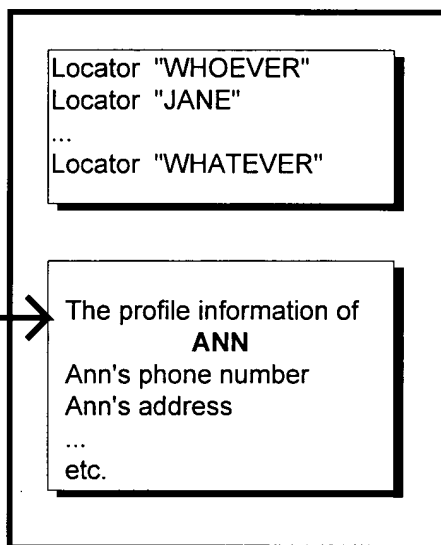 Locator "WHOEVER"
Locator "JANE"
...
Locator "WHATEVER"
The profile information of
ANN
Ann's phone number
Ann's address
...
etc.